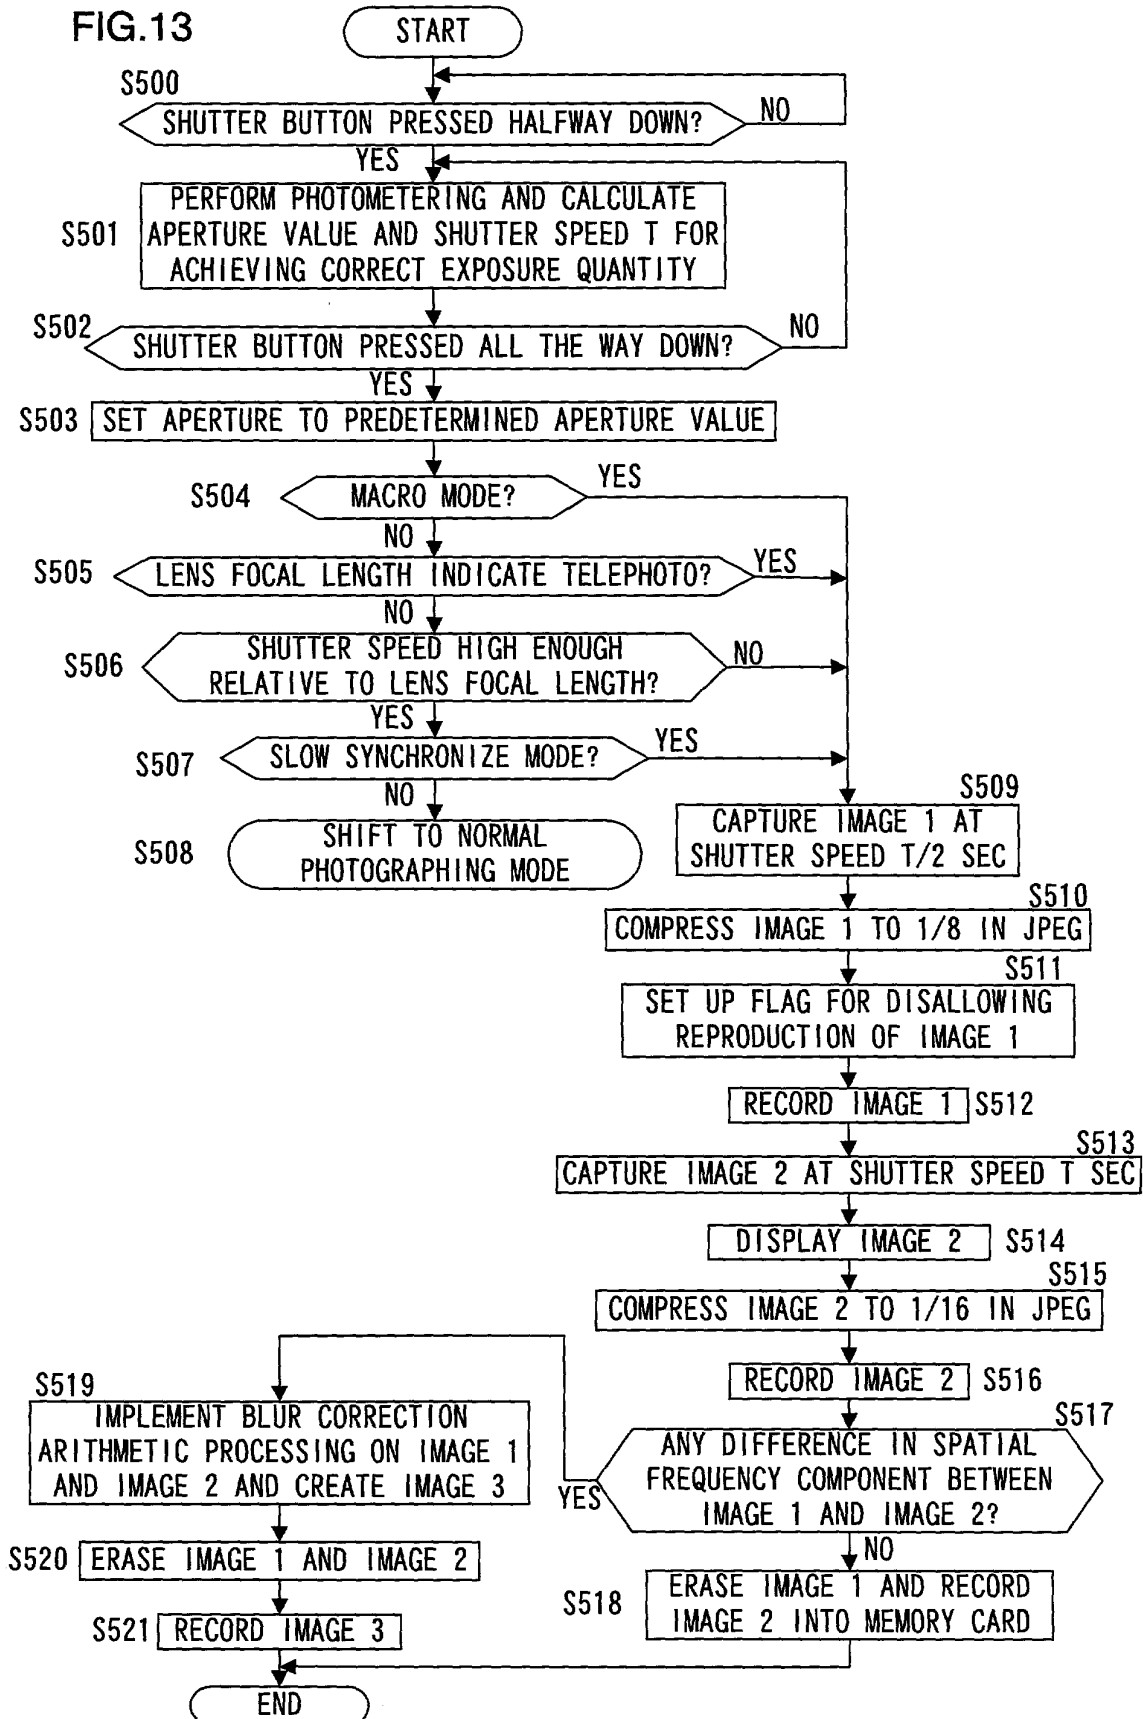 FIG.13
START
S500
SHUTTER BUTTON PRESSED HALFWAY DOWN?
NO
YES
S501
PERFORM PHOTOMETERING AND CALCULATE
APERTURE VALUE AND SHUTTER SPEED T FOR
ACHIEVING CORRECT EXPOSURE QUANTITY
S502
SHUTTER BUTTON PRESSED ALL THE WAY DOWN?
NO
YES
S503
SET APERTURE TO PREDETERMINED APERTURE VALUE
S504
MACRO MODE?
YES
NO
S505
LENS FOCAL LENGTH INDICATE TELEPHOTO?
YES
NO
S506
SHUTTER SPEED HIGH ENOUGH
RELATIVE TO LENS FOCAL LENGTH?
NO
YES
S507
SLOW SYNCHRONIZE MODE?
YES
NO
S508
SHIFT TO NORMAL
PHOTOGRAPHING MODE
S509
CAPTURE IMAGE 1 AT
SHUTTER SPEED T/2 SEC
S510
COMPRESS IMAGE 1 TO 1/8 IN JPEG
S511
SET UP FLAG FOR DISALLOWING
REPRODUCTION OF IMAGE 1
RECORD IMAGE 1
S512
S513
CAPTURE IMAGE 2 AT SHUTTER SPEED T SEC
DISPLAY IMAGE 2
S514
S515
COMPRESS IMAGE 2 TO 1/16 IN JPEG
RECORD IMAGE 2
S516
S517
ANY DIFFERENCE IN SPATIAL
FREQUENCY COMPONENT BETWEEN
IMAGE 1 AND IMAGE 2?
YES
NO
S518
ERASE IMAGE 1 AND RECORD
IMAGE 2 INTO MEMORY CARD
S519
IMPLEMENT BLUR CORRECTION
ARITHMETIC PROCESSING ON IMAGE 1
AND IMAGE 2 AND CREATE IMAGE 3
S520
ERASE IMAGE 1 AND IMAGE 2
S521
RECORD IMAGE 3
END